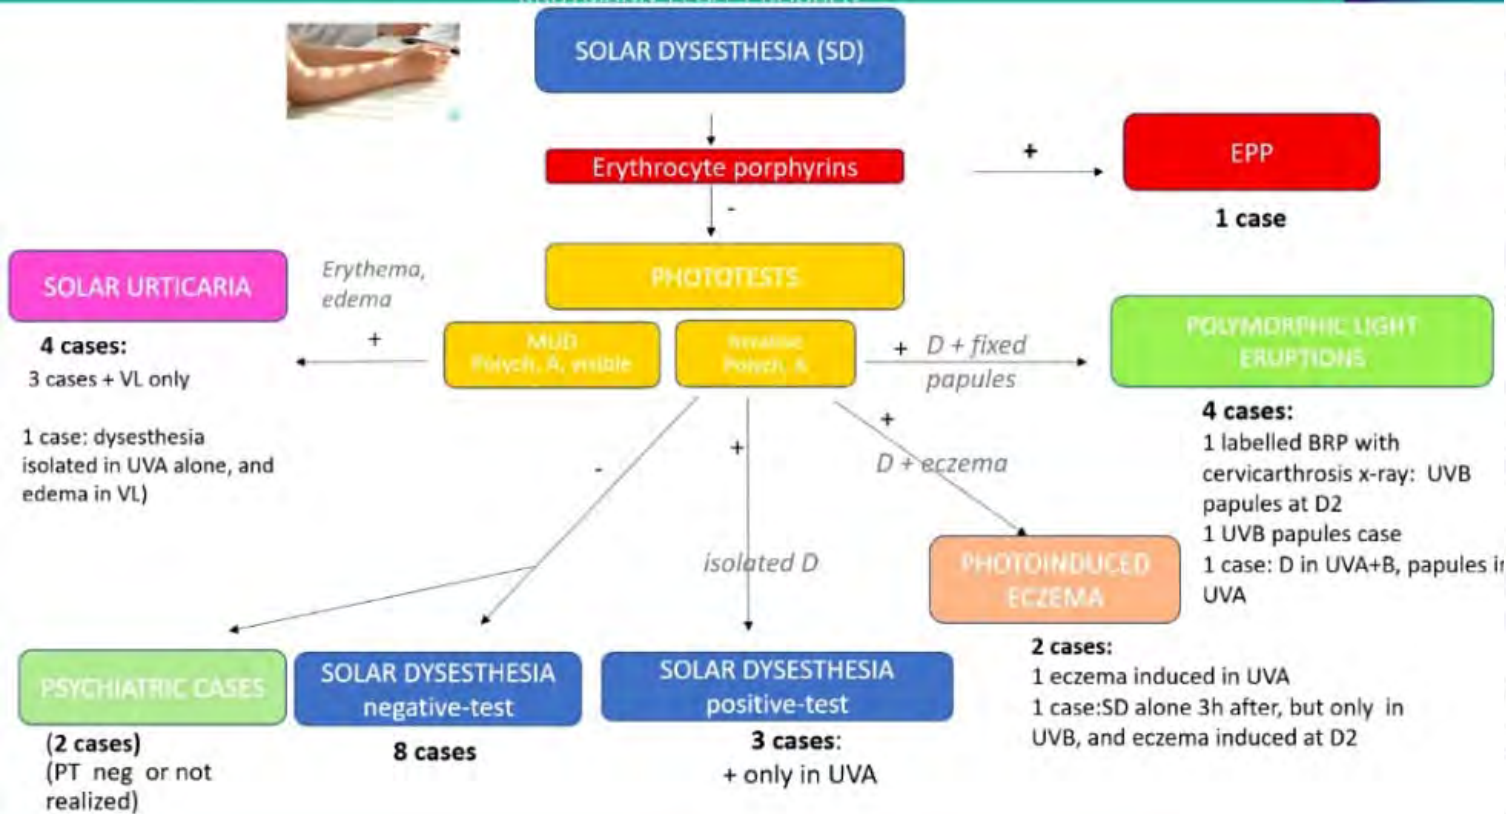 SOLAR DYSESTHESIA (SD)
Erythrocyte porphyrins
+
EPP
1 case
-
PHOTOTESTS
SOLAR URTICARIA
Erythema,
edema
+
4 cases:
3 cases + VL only
1 case: dysesthesia
isolated in UVA alone, and
edema in VL)
MUD
Polych, A, visible
Polych, A
+ D + fixed
papules
POLYMORPHIC LIGHT
ERUPTIONS
4 cases:
1 labelled BRP with
cervicarthrosis x-ray: UVB
papules at D2
1 UVB papules case
1 case: D in UVA+B, papules in
UVA
-
+
+
D + eczema
isolated D
PHOTOINDUCED
ECZEMA
2 cases:
1 eczema induced in UVA
1 case:SD alone 3h after, but only in
UVB, and eczema induced at D2
PSYCHIATRIC CASES
(2 cases)
(PT neg or not
realized)
SOLAR DYSESTHESIA
negative-test
8 cases
SOLAR DYSESTHESIA
positive-test
3 cases:
+ only in UVA